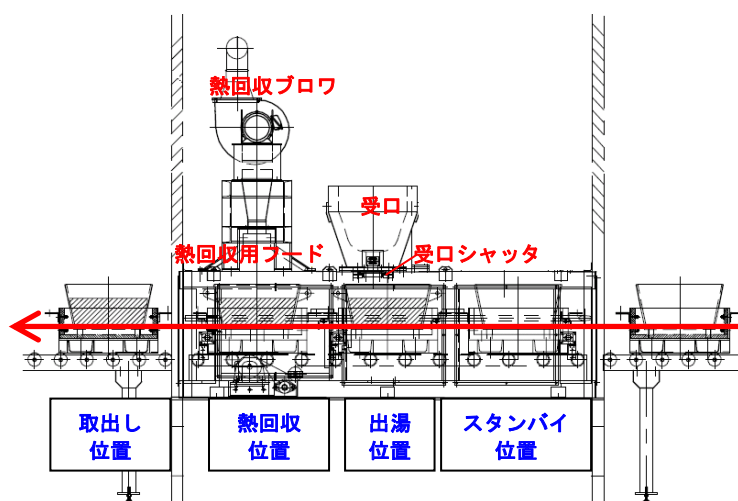 熱回収ブロワ
受口
熱回収用フード
受口シャッタ
取出し
位置
熱回収
位置
出湯
位置
スタンバイ
位置